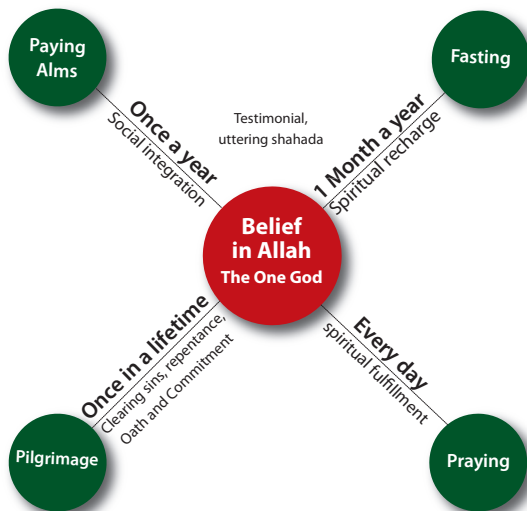 Paying
Alms
Fasting
Once a year
Social integration
Testimonial,
uttering shahada
1 Month a year
Spiritual recharge
Belief
in Allah
The One God
Once in a lifetime
Clearing sins, repentance,
Oath and Commitment
Every day
spiritual fulfillment
Pilgrimage
Praying